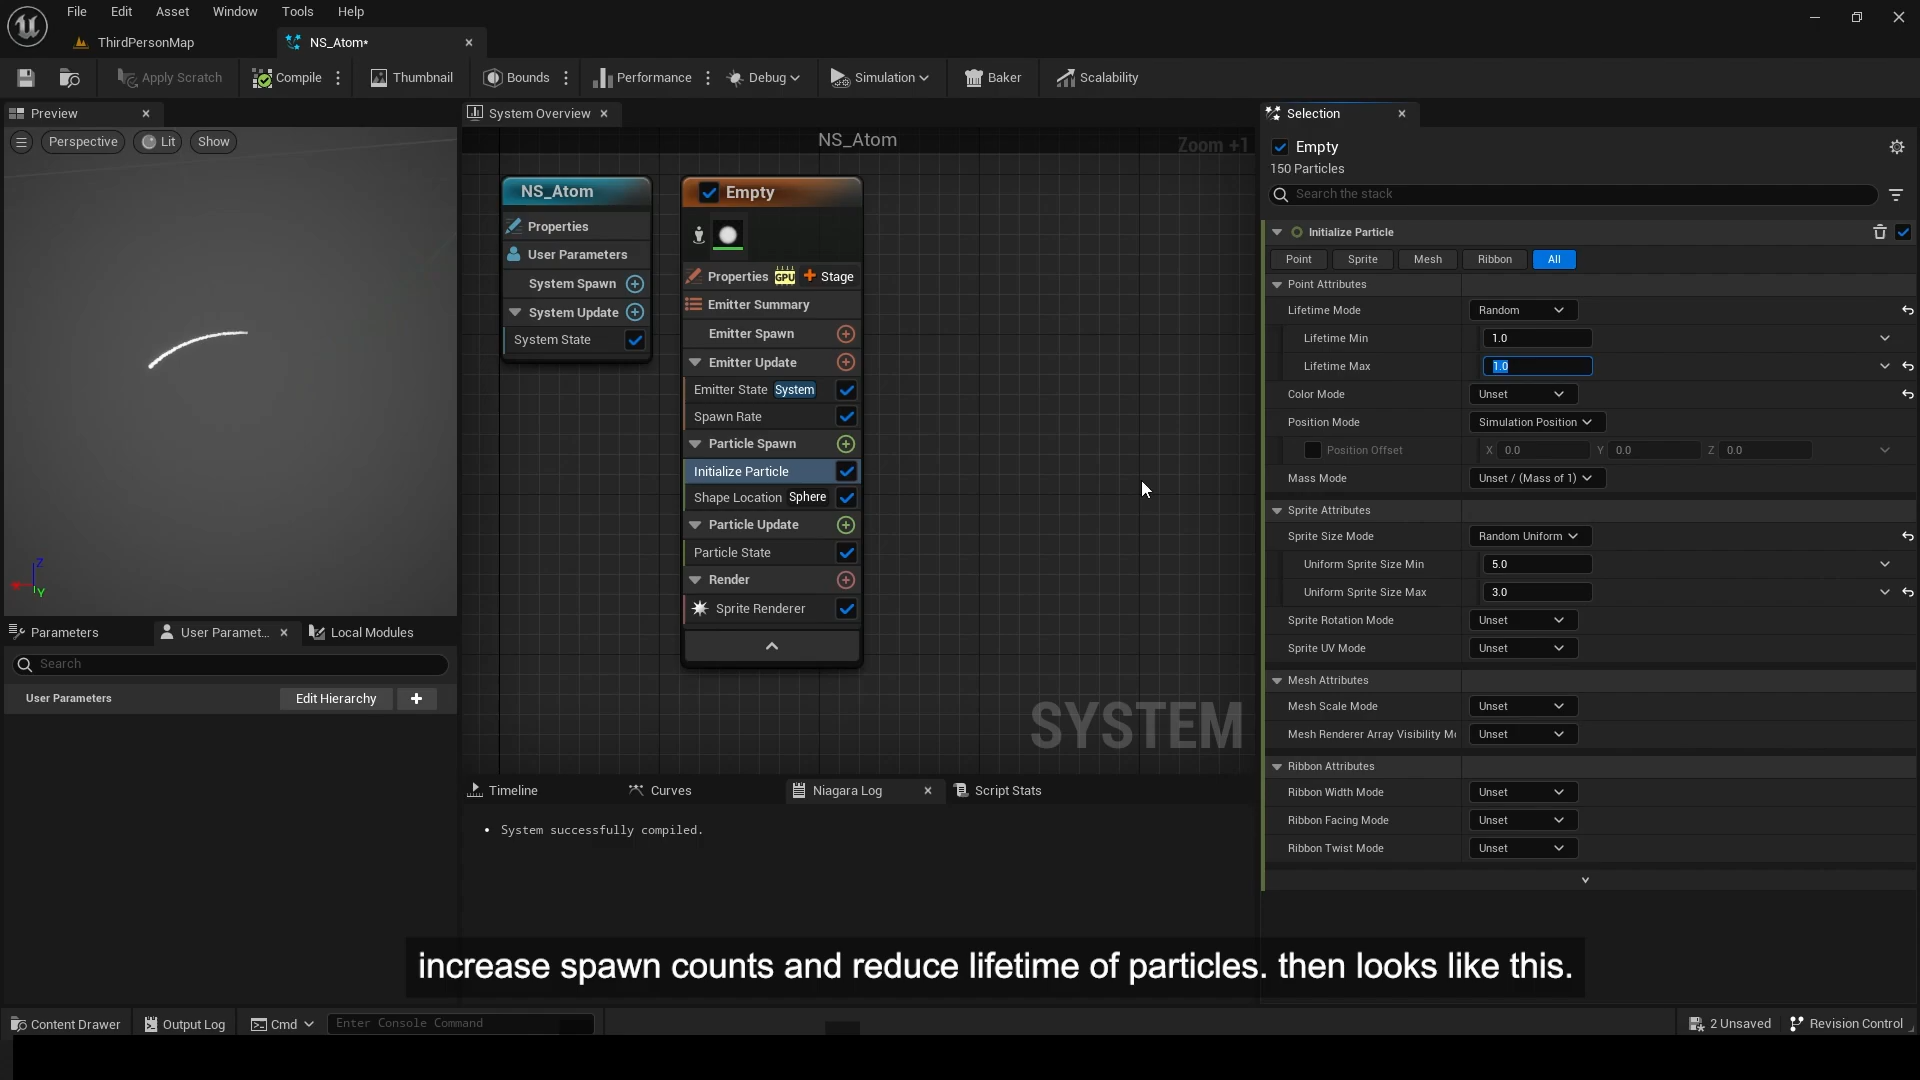 File Edit Asset Window Tools Help
ThirdPersonMap
NS_Atom*
Apply Scratch
Compile
Thumbnail
Bounds
Performance
Debug
Simulation
Baker
Scalability
Preview
Perspective
Lit
Show
Z
Y
Parameters
User Paramet...
Local Modules
Search
User Parameters
Edit Hierarchy
System Overview
NS_Atom
Zoom +1
NS_Atom
Properties
User Parameters
System Spawn
System Update
System State
Empty
Properties GPU Stage
Emitter Summary
Emitter Spawn
Emitter Update
Emitter State System
Spawn Rate
Particle Spawn
Initialize Particle
Shape Location Sphere
Particle Update
Particle State
Render
Sprite Renderer
SYSTEM
Timeline
Curves
Niagara Log
Script Stats
System successfully compiled.
Selection
Empty
150 Particles
Search the stack
Initialize Particle
Point Sprite Mesh Ribbon All
Point Attributes
Lifetime Mode Random
Lifetime Min 1.0
Lifetime Max 1.0
Color Mode Unset
Position Mode Simulation Position
Position Offset X 0.0 Y 0.0 Z 0.0
Mass Mode Unset / (Mass of 1)
Sprite Attributes
Sprite Size Mode Random Uniform
Uniform Sprite Size Min 5.0
Uniform Sprite Size Max 3.0
Sprite Rotation Mode Unset
Sprite UV Mode Unset
Mesh Attributes
Mesh Scale Mode Unset
Mesh Renderer Array Visibility M Unset
Ribbon Attributes
Ribbon Width Mode Unset
Ribbon Facing Mode Unset
Ribbon Twist Mode Unset
increase spawn counts and reduce lifetime of particles. then looks like this.
Content Drawer
Output Log
Cmd
Enter Console Command
2 Unsaved
Revision Control